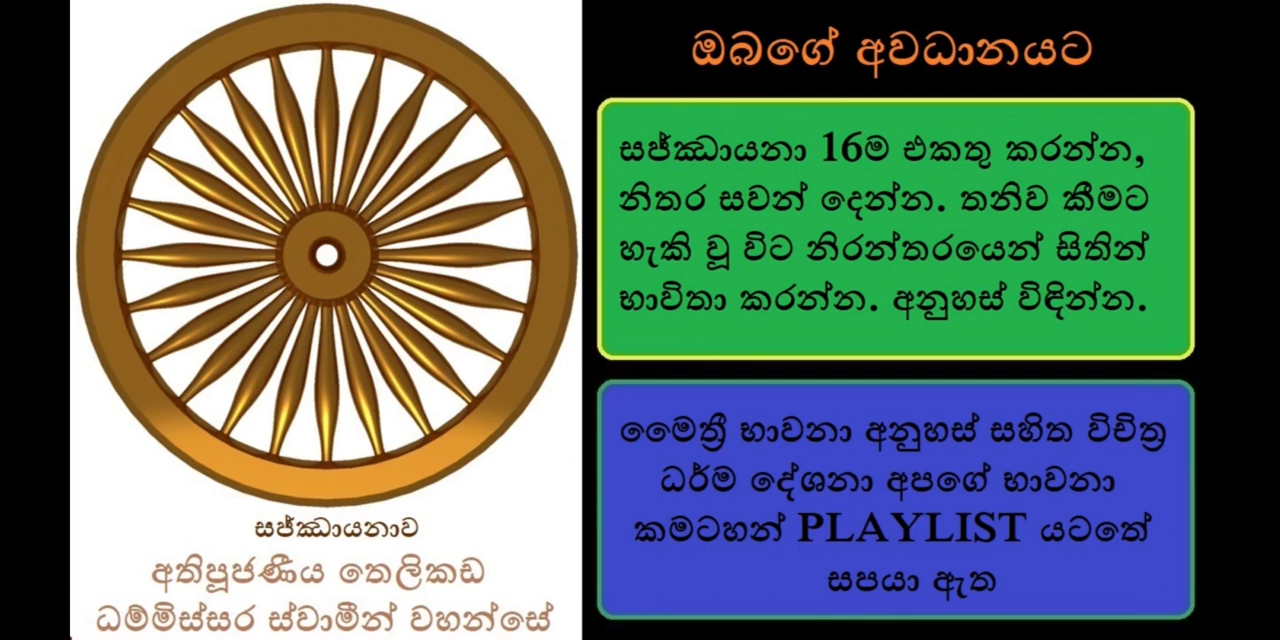 සජ්ඣායනාව
අතිපූජණීය තෙලිකඩ
ධම්මිස්සර ස්වාමීන් වහන්සේ
ඔබගේ අවධානයට
සජ්ඣායනා 16ම එකතු කරන්න,
නිතර සවන් දෙන්න. තනිව කීමට
හැකි වූ විට නිරන්තරයෙන් සිතින්
භාවිතා කරන්න. අනුහස් විඳින්න.
මෛත්‍රී භාවනා අනුහස් සහිත විචිත්‍ර
ධර්ම දේශනා අපගේ භාවනා
කමටහන් PLAYLIST යටතේ
සපයා ඇත